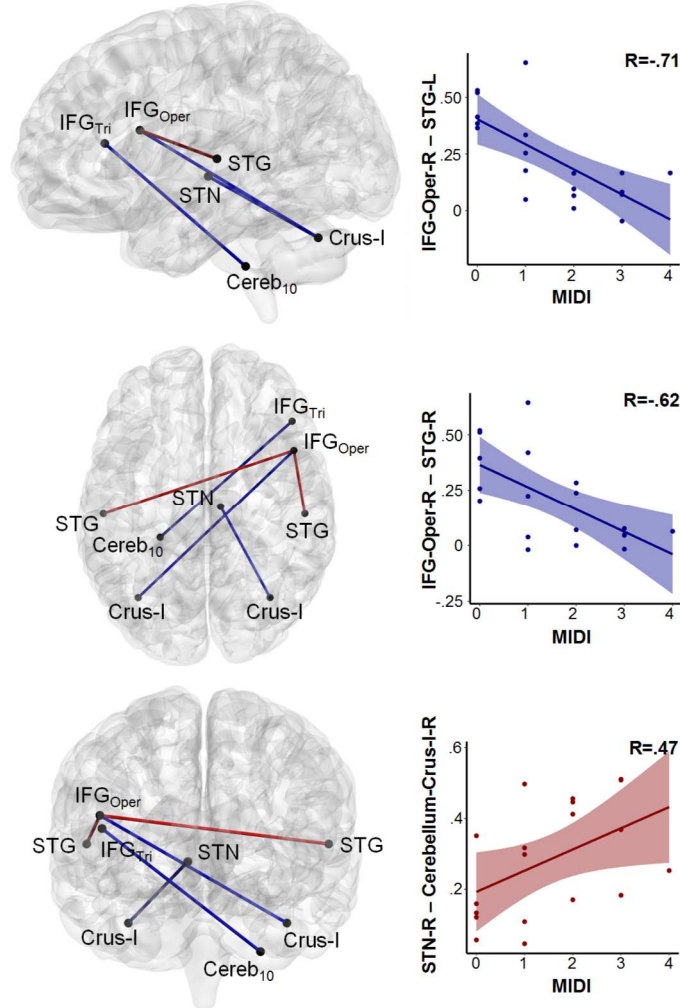 IFG_Tri
IFG_Oper
STG
STN
Crus-I
Cereb_10
R=-.71
IFG-Oper-R – STG-L
.50
.25
0
0 1 2 3 4
MIDI
IFG_Tri
IFG_Oper
STN
STG
STG
Cereb_10
Crus-I
Crus-I
R=-.62
IFG-Oper-R – STG-R
.50
.25
0
-.25
0 1 2 3 4
MIDI
IFG_Oper
STG
IFG_Tri
STN
STG
Crus-I
Crus-I
Cereb_10
R=.47
STN-R – Cerebellum-Crus-I-R
.6
.4
.2
0 1 2 3 4
MIDI